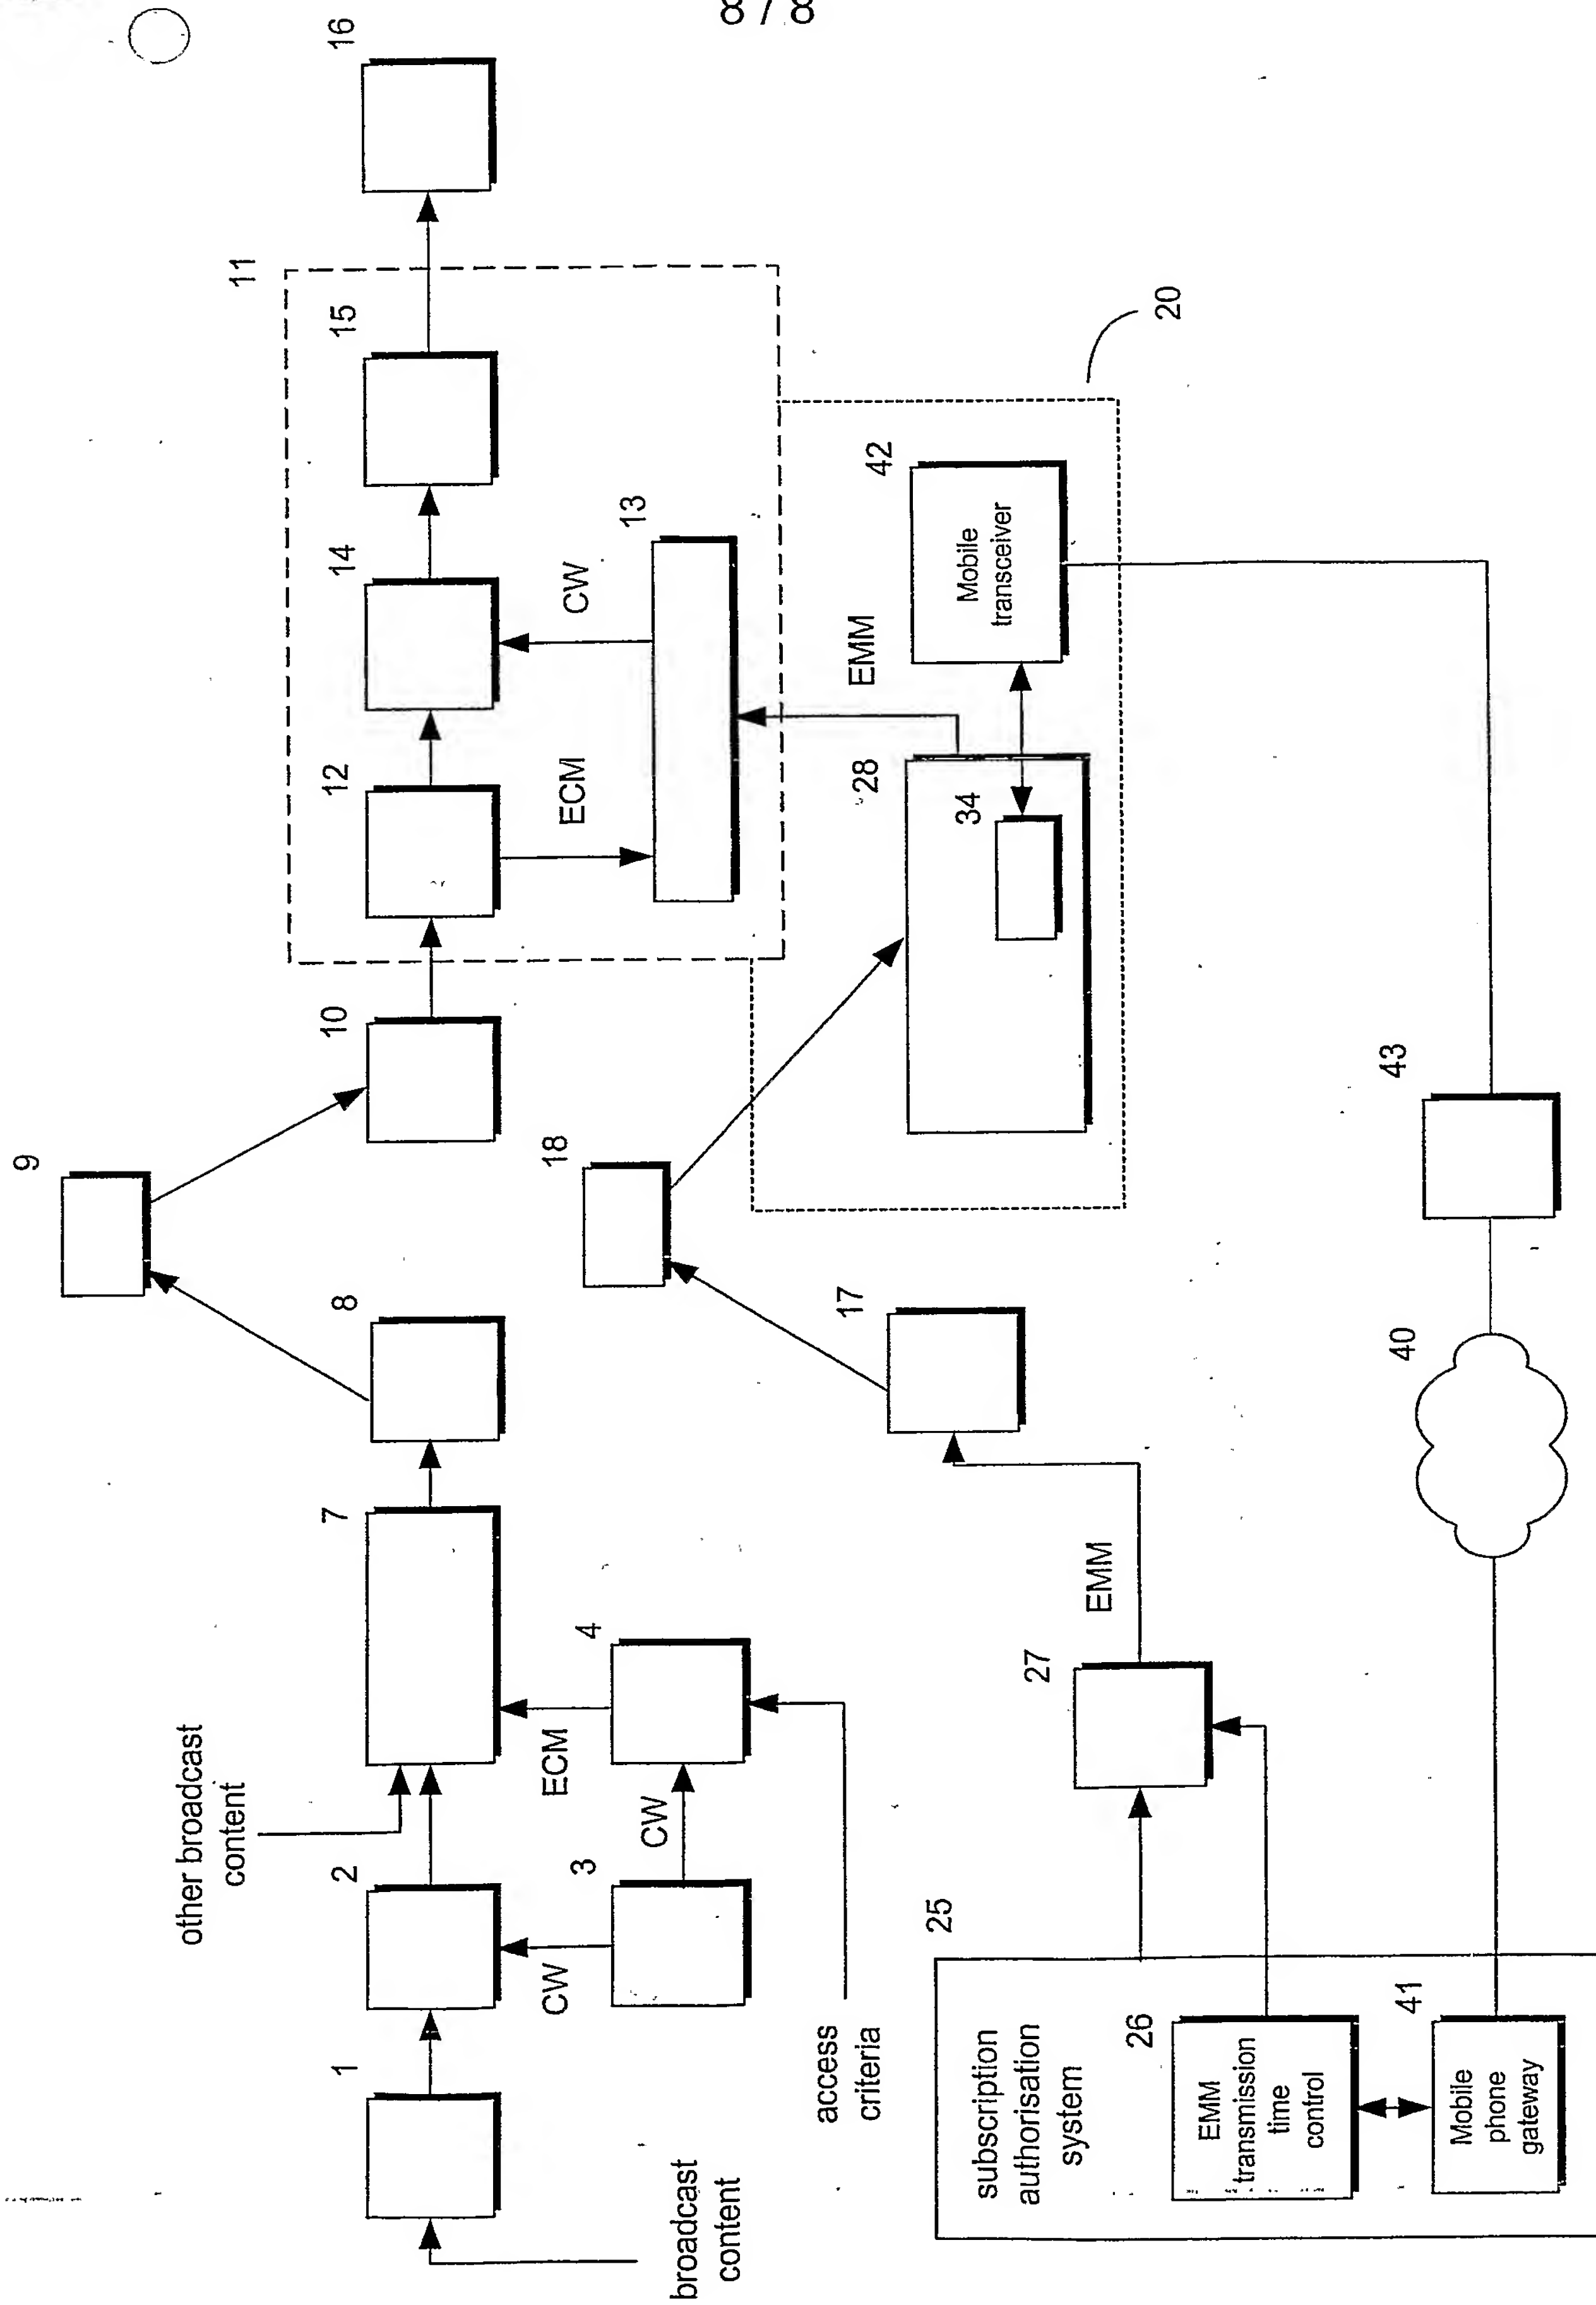 8 / 8
16
11
15
14
13
CW
12
ECM
10
9
8
7
other broadcast
content
2
1
broadcast
content
CW
3
CW
4
ECM
access
criteria
20
42
Mobile
transceiver
EMM
28
34
18
17
EMM
27
25
subscription
authorisation
system
26
EMM
transmission
time
control
41
Mobile
phone
gateway
40
43